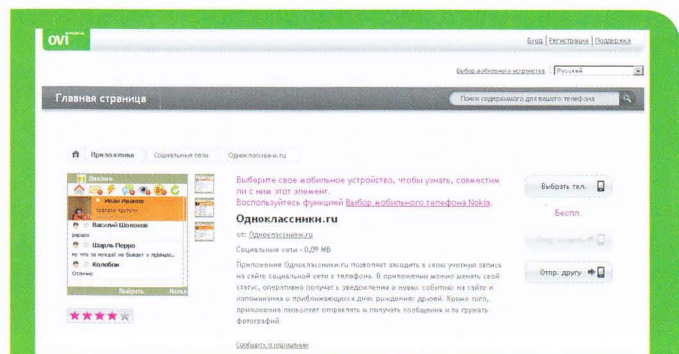 ovi
Вход | Регистрация | Поддержка
Выбор мобильного устройства Русский
Главная страница
Поиск содержимого для вашего телефона
Приложения Социальные сети Одноклассники.ru
Иван Иванов
Василий Шолохов
Шарль Перро
Колобок
Отлично
Выбрать Назад
Выберите свое мобильное устройство, чтобы узнать, совместим
ли с ним этот элемент.
Воспользуйтесь функцией Выбор мобильного телефона Nokia.
Одноклассники.ru
от: Одноклассники.ru
Социальные сети - 0,09 МБ
Приложение Одноклассники.ru позволяет заходить в свою учетную запись
на сайте социальной сети с телефона. В приложении можно менять свой
статус, оперативно получать уведомления о новых событиях на сайте и
напоминания о приближающихся днях рождениях друзей. Кроме того,
приложение позволяет отправлять и получать сообщения и загружать
фотографий.
Сообщить о нарушении
Выбрать тел.
Беспл.
Отпр. другу